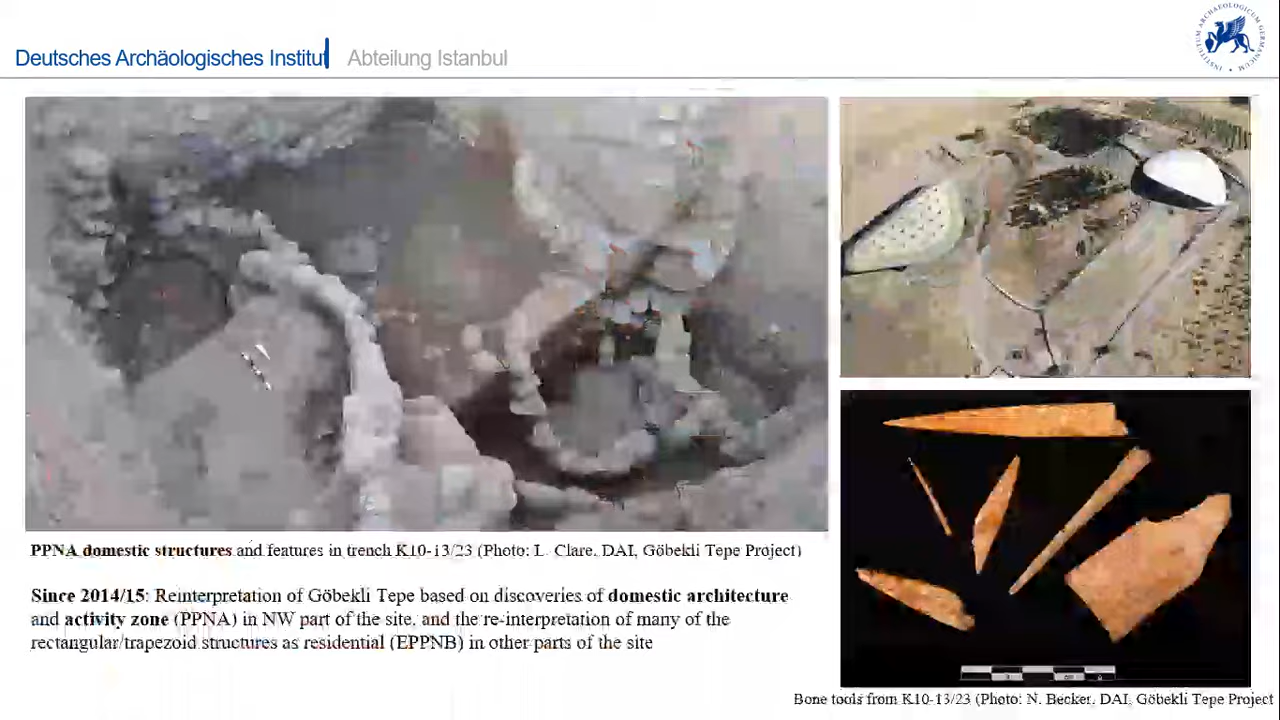 Deutsches Archäologisches Institut
Abteilung Istanbul
INSTITUTUM ARCHAEOLOGICUM GERMANICUM
PPNA domestic structures and features in trench K10-13/23 (Photo: L. Clare, DAI, Göbekli Tepe Project)
Since 2014/15: Reinterpretation of Göbekli Tepe based on discoveries of domestic architecture
and activity zone (PPNA) in NW part of the site, and the re-interpretation of many of the
rectangular/trapezoid structures as residential (EPPNB) in other parts of the site
Bone tools from K10-13/23 (Photo: N. Becker, DAI, Göbekli Tepe Project